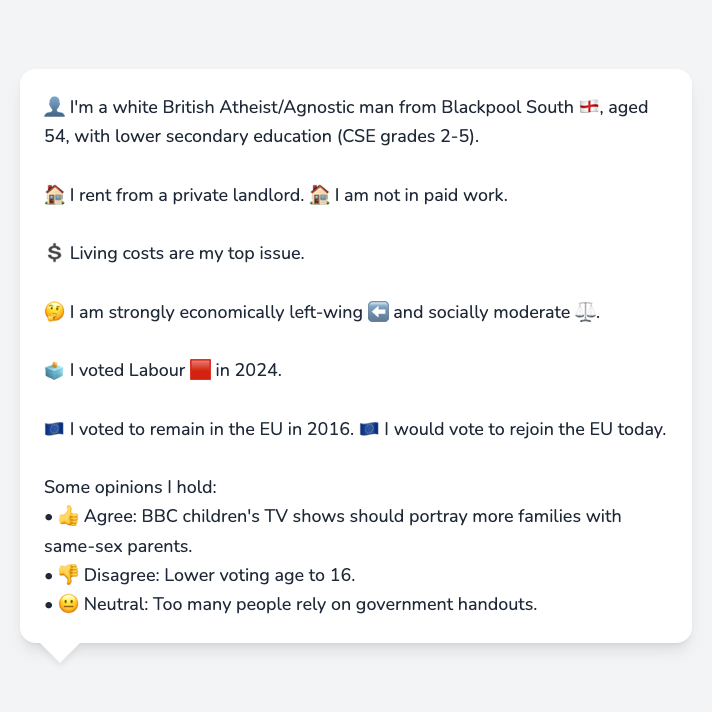 👤 I'm a white British Atheist/Agnostic man from Blackpool South 🏴󠁧󠁢󠁥󠁮󠁧󠁿, aged
54, with lower secondary education (CSE grades 2-5).
🏠 I rent from a private landlord. 🏠 I am not in paid work.
💲 Living costs are my top issue.
🤔 I am strongly economically left-wing ⬅️ and socially moderate ⚖️.
🗳️ I voted Labour 🟥 in 2024.
🇪🇺 I voted to remain in the EU in 2016. 🇪🇺 I would vote to rejoin the EU today.
Some opinions I hold:
• 👍 Agree: BBC children's TV shows should portray more families with
same-sex parents.
• 👎 Disagree: Lower voting age to 16.
• 😐 Neutral: Too many people rely on government handouts.